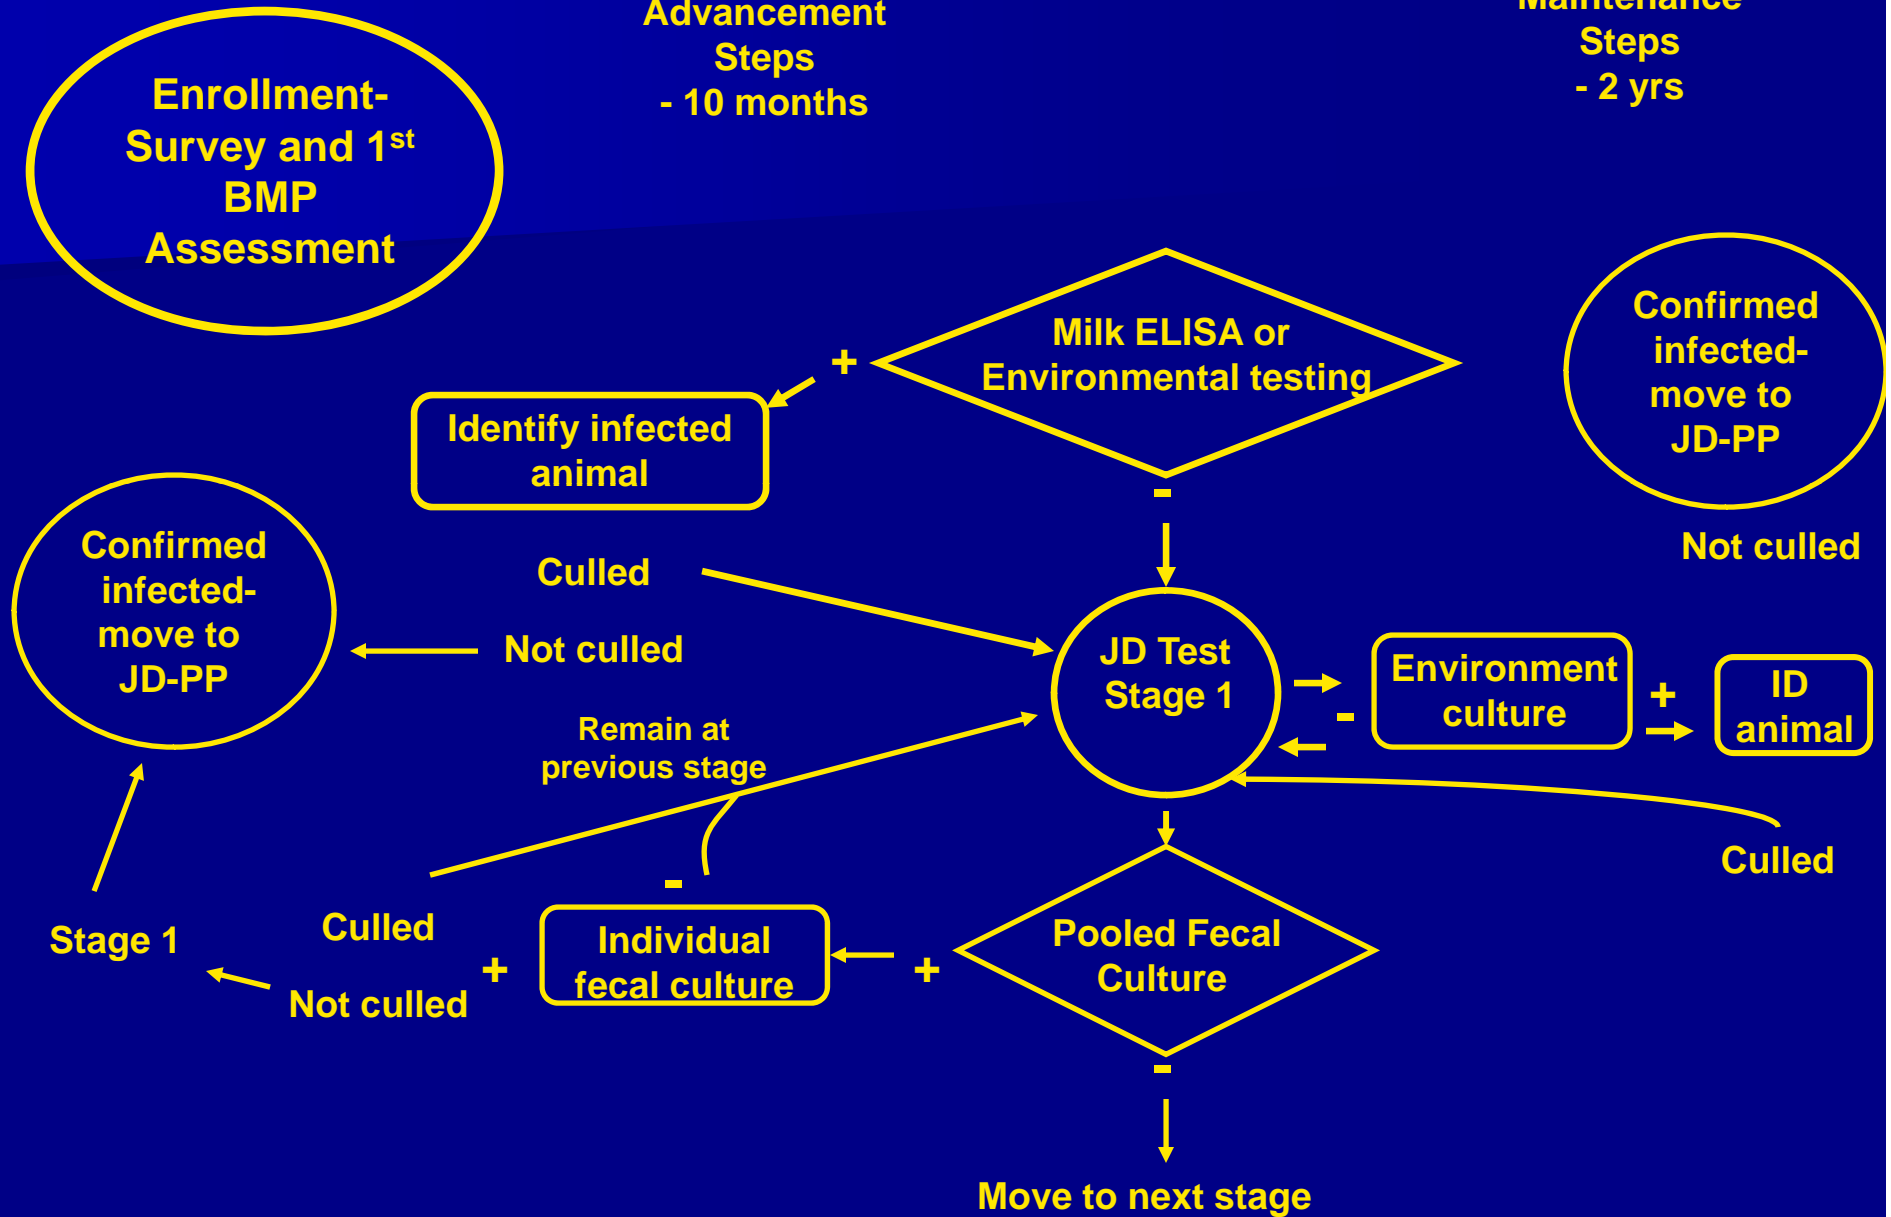 Advancement
Steps
- 10 months
Maintenance
Steps
- 2 yrs
Enrollment-
Survey and 1st
BMP
Assessment
Milk ELISA or
Environmental testing
+
-
Identify infected
animal
Confirmed
infected-
move to
JD-PP
Not culled
Confirmed
infected-
move to
JD-PP
Culled
Not culled
JD Test
Stage 1
Environment
culture
-
+
ID
animal
Remain at
previous stage
Culled
Stage 1
Culled
Not culled
+
-
Individual
fecal culture
+
Pooled Fecal
Culture
-
Move to next stage